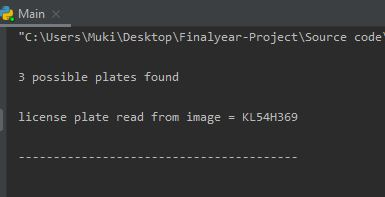 Main
"C:\Users\Muki\Desktop\Finalyear-Project\Source code\
3 possible plates found
license plate read from image = KL54H369
----------------------------------------